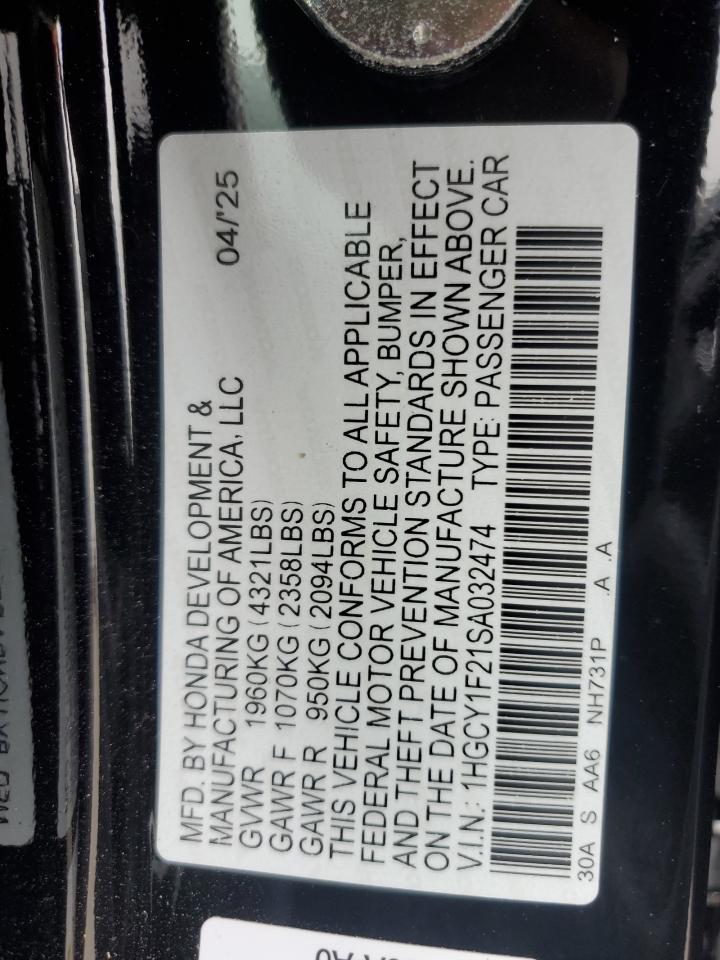 MFD. BY HONDA DEVELOPMENT &
MANUFACTURING OF AMERICA, LLC 04/'25
GVWR 1960KG (4321LBS)
GAWR F 1070KG (2358LBS)
GAWR R 950KG (2094LBS)
THIS VEHICLE CONFORMS TO ALL APPLICABLE
FEDERAL MOTOR VEHICLE SAFETY, BUMPER,
AND THEFT PREVENTION STANDARDS IN EFFECT
ON THE DATE OF MANUFACTURE SHOWN ABOVE.
V.I.N.: 1HGCY1F21SA032474 TYPE: PASSENGER CAR
30A S AA6 NH731P .A .A